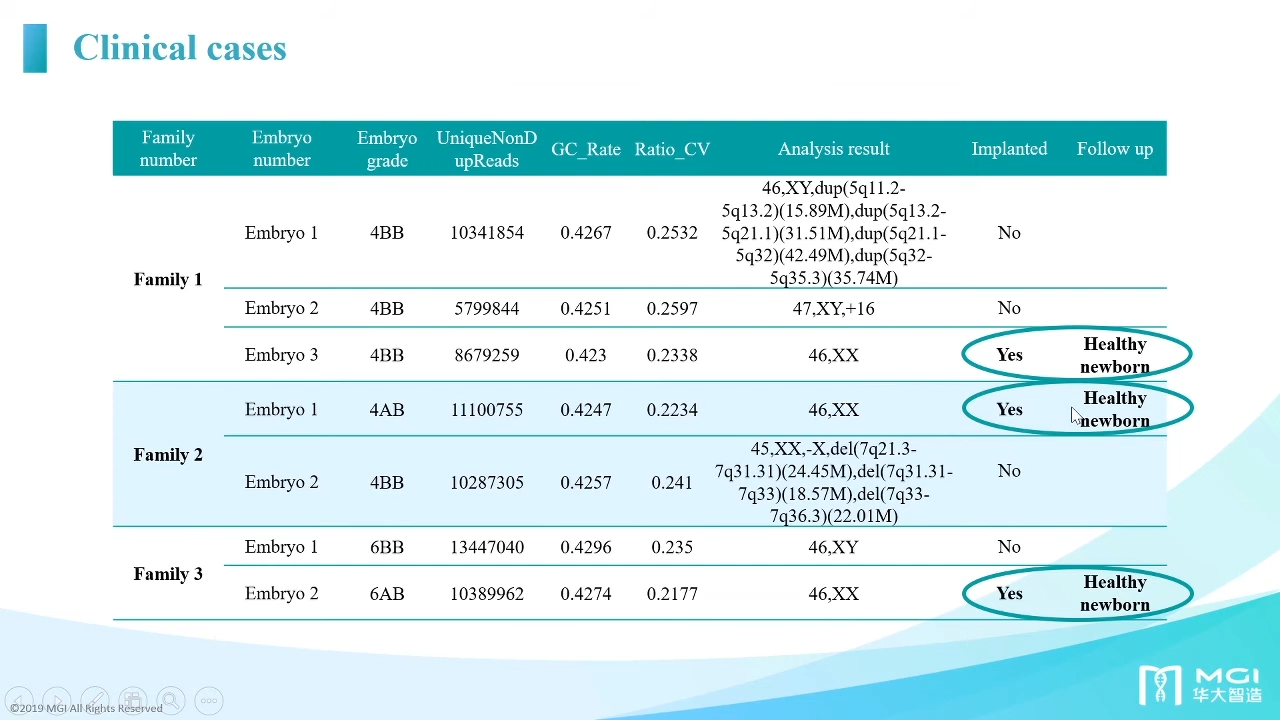 Clinical cases
Family
number
Embryo
number
Embryo
grade
UniqueNonD
upReads
GC_Rate
Ratio_CV
Analysis result
Implanted
Follow up
Family 1
Embryo 1
4BB
10341854
0.4267
0.2532
46,XY,dup(5q11.2-
5q13.2)(15.89M),dup(5q13.2-
5q21.1)(31.51M),dup(5q21.1-
5q32)(42.49M),dup(5q32-
5q35.3)(35.74M)
No
Embryo 2
4BB
5799844
0.4251
0.2597
47,XY,+16
No
Embryo 3
4BB
8679259
0.423
0.2338
46,XX
Yes
Healthy
newborn
Family 2
Embryo 1
4AB
11100755
0.4247
0.2234
46,XX
Yes
Healthy
newborn
Embryo 2
4BB
10287305
0.4257
0.241
45,XX,-X,del(7q21.3-
7q31.31)(24.45M),del(7q31.31-
7q33)(18.57M),del(7q33-
7q36.3)(22.01M)
No
Family 3
Embryo 1
6BB
13447040
0.4296
0.235
46,XY
No
Embryo 2
6AB
10389962
0.4274
0.2177
46,XX
Yes
Healthy
newborn
©2019 MGI All Rights Reserved
MGI
华大智造